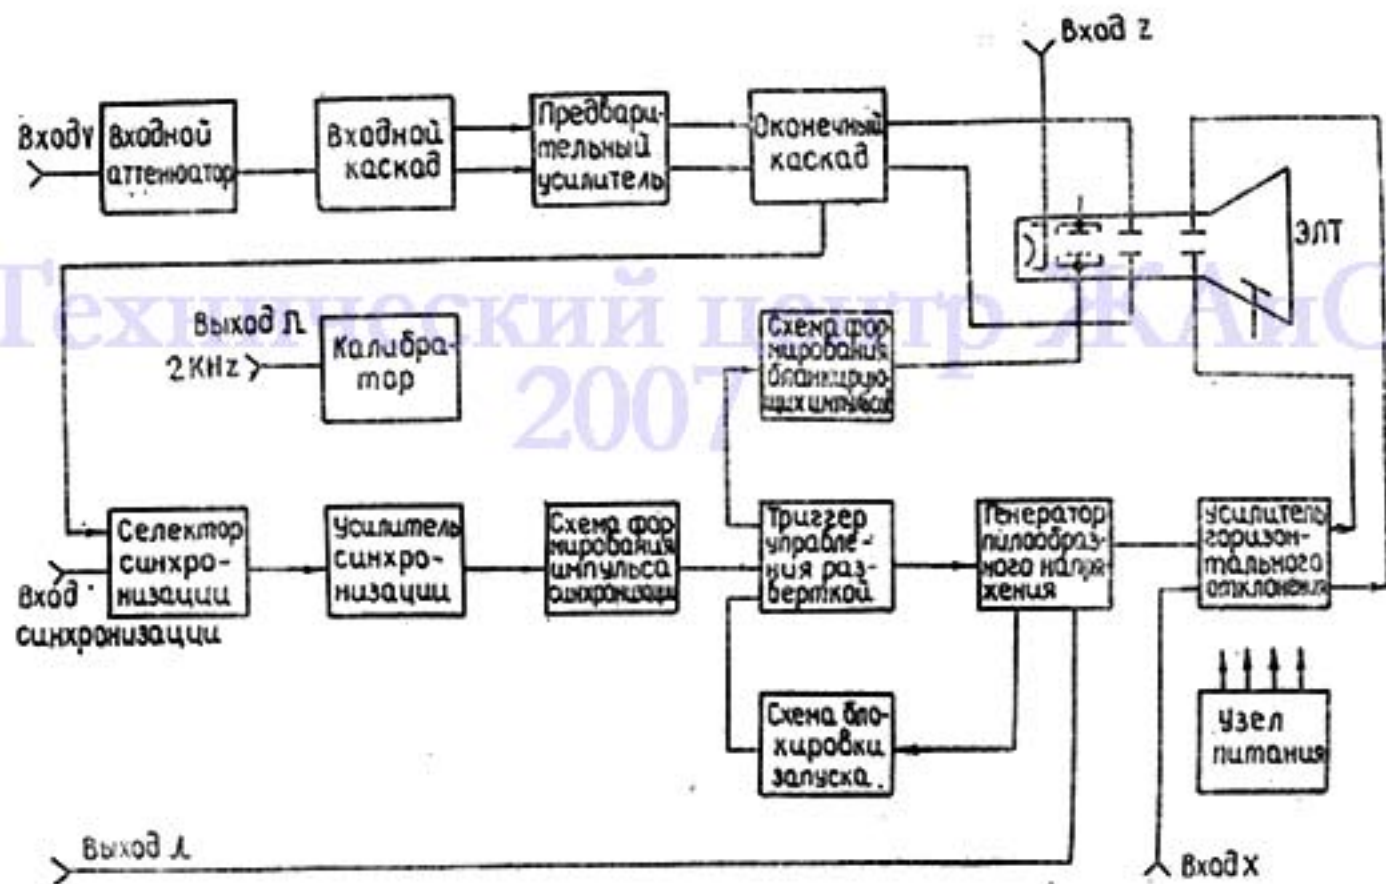 Вход Z
Вход Y
Входной
аттенюатор
Входной
каскад
Предвари-
тельный
усилитель
Оконечный
каскад
ЭЛТ
Технический центр ЖАиС
2007
Выход
2KHz
Калибра-
тор
Схема фор-
мирования
бланкирую-
щих импульсов
Селектор
синхро-
низации
Вход
синхронизации
Усилитель
синхро-
низации
Схема фор-
мирования
импульса
синхронизации
Триггер
управле-
ния раз-
верткой
Генератор
пилообраз-
ного напря-
жения
Усилитель
горизон-
тального
отклонения
Схема бло-
кировки
запуска.
Узел
питания
Выход
Вход X